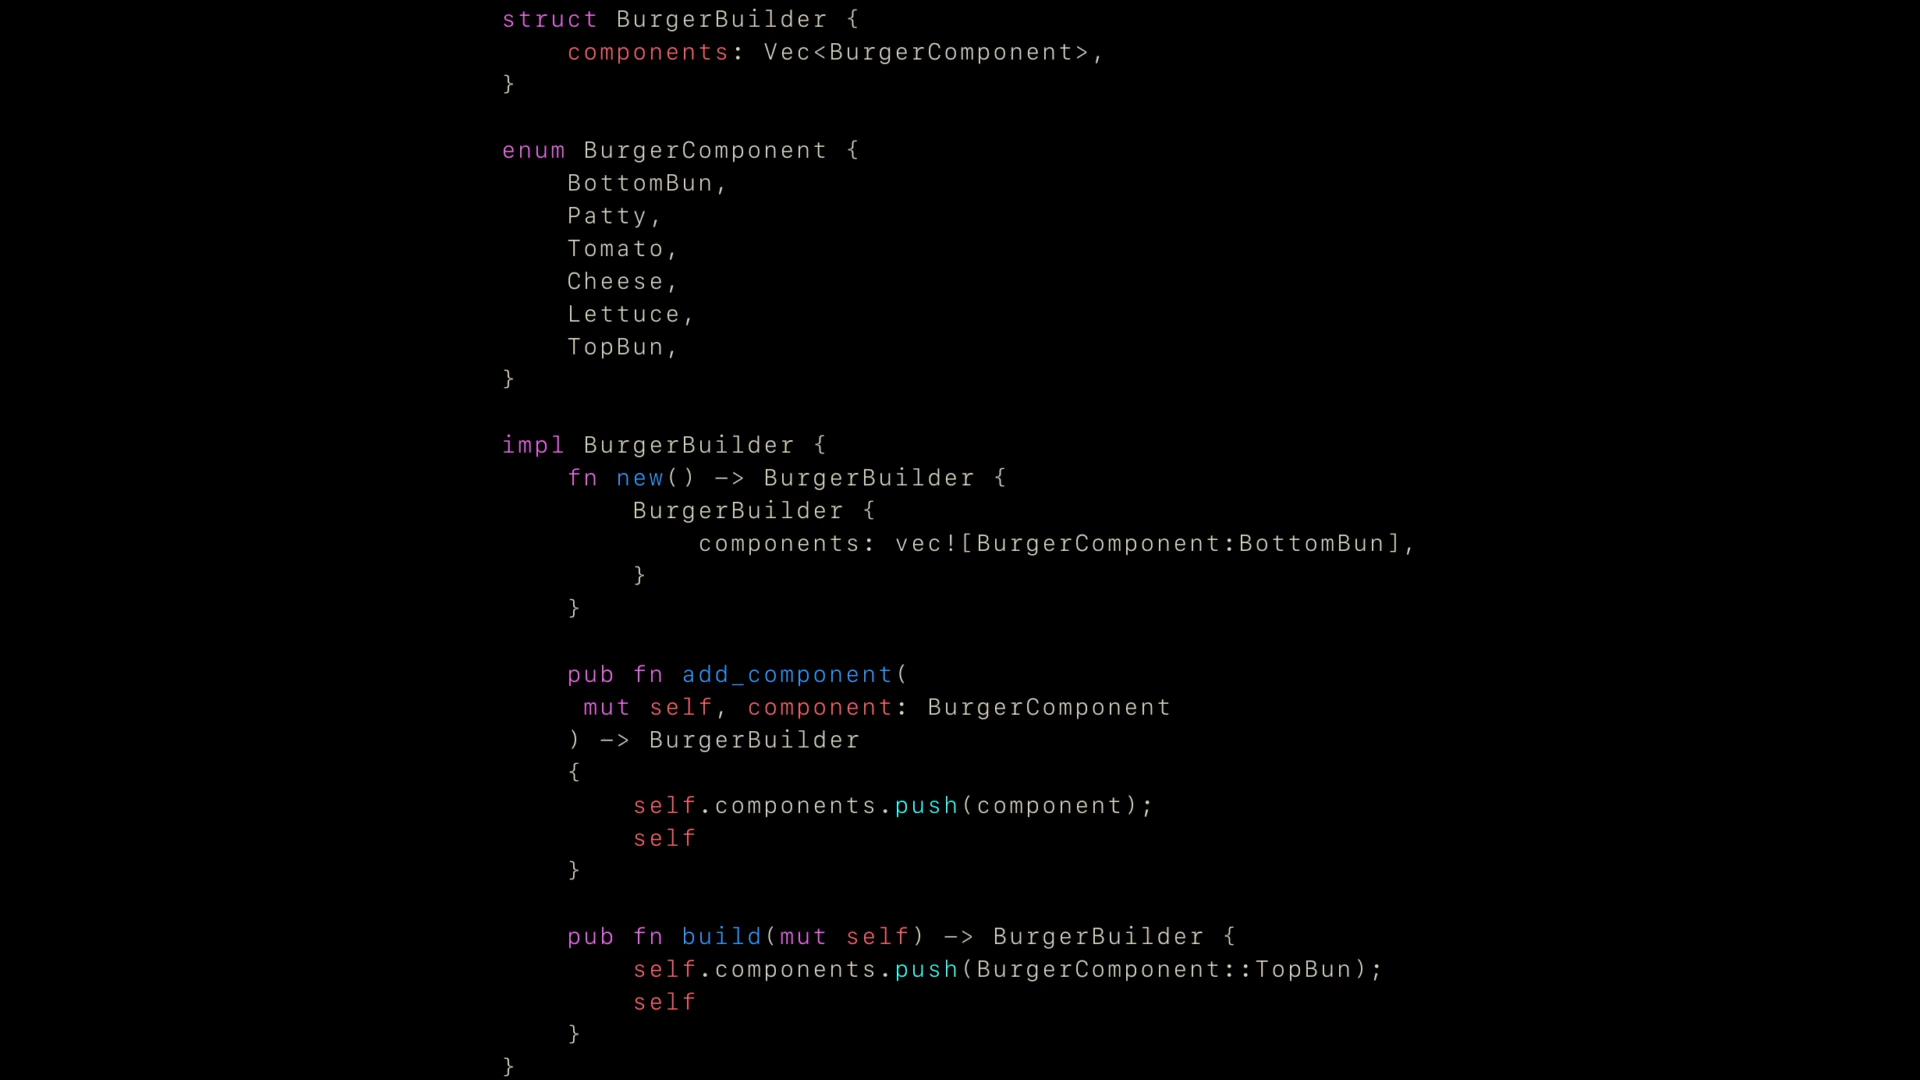 struct BurgerBuilder {
    components: Vec<BurgerComponent>,
}

enum BurgerComponent {
    BottomBun,
    Patty,
    Tomato,
    Cheese,
    Lettuce,
    TopBun,
}

impl BurgerBuilder {
    fn new() -> BurgerBuilder {
        BurgerBuilder {
            components: vec![BurgerComponent:BottomBun],
        }
    }

    pub fn add_component(
     mut self, component: BurgerComponent
    ) -> BurgerBuilder
    {
        self.components.push(component);
        self
    }

    pub fn build(mut self) -> BurgerBuilder {
        self.components.push(BurgerComponent::TopBun);
        self
    }
}